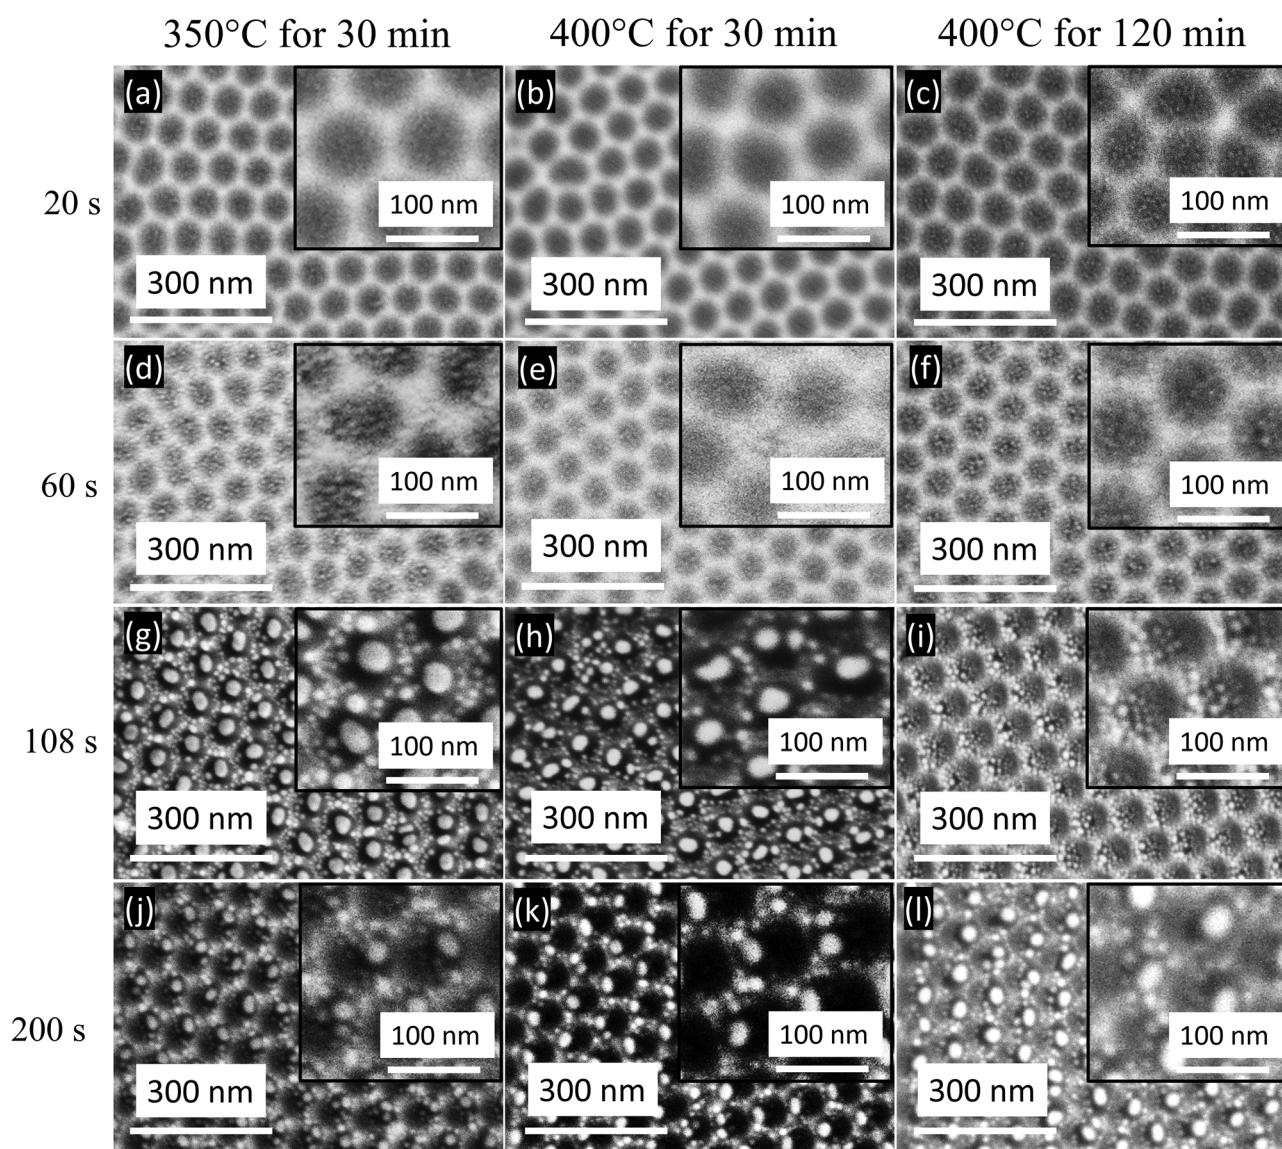 350°C for 30 min 400°C for 30 min 400°C for 120 min
20 s
(a) 100 nm 300 nm
(b) 100 nm 300 nm
(c) 100 nm 300 nm
60 s
(d) 100 nm 300 nm
(e) 100 nm 300 nm
(f) 100 nm 300 nm
108 s
(g) 100 nm 300 nm
(h) 100 nm 300 nm
(i) 100 nm 300 nm
200 s
(j) 100 nm 300 nm
(k) 100 nm 300 nm
(l) 100 nm 300 nm